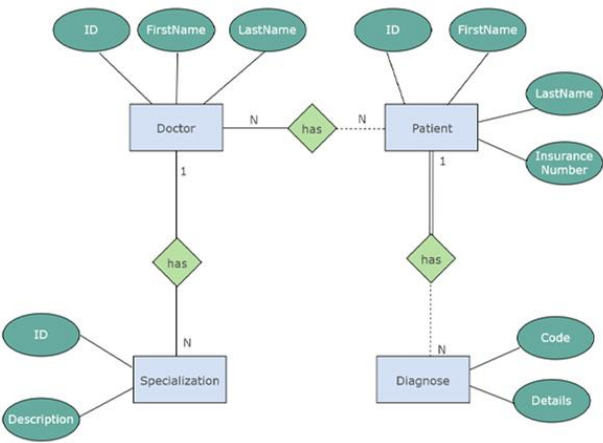 ID
FirstName
LastName
ID
FirstName
LastName
Doctor
N
has
N
Patient
Insurance
Number
1
1
has
has
ID
N
N
Code
Specialization
Diagnose
Description
Details